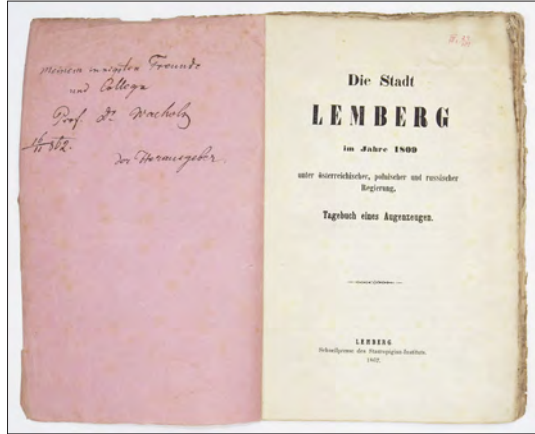 Meinem innigsten Freunde
und Collega
Prof Dr Wacholz
862.
der Herausgeber.
Die Stadt
LEMBERG
im Jahre 1809
unter österreichischer, polnischer und russischer
Regierung.
Tagebuch eines Augenzeugen.
LEMBERG
Schnellpresse des Stauropigian-Instituts.
1862.